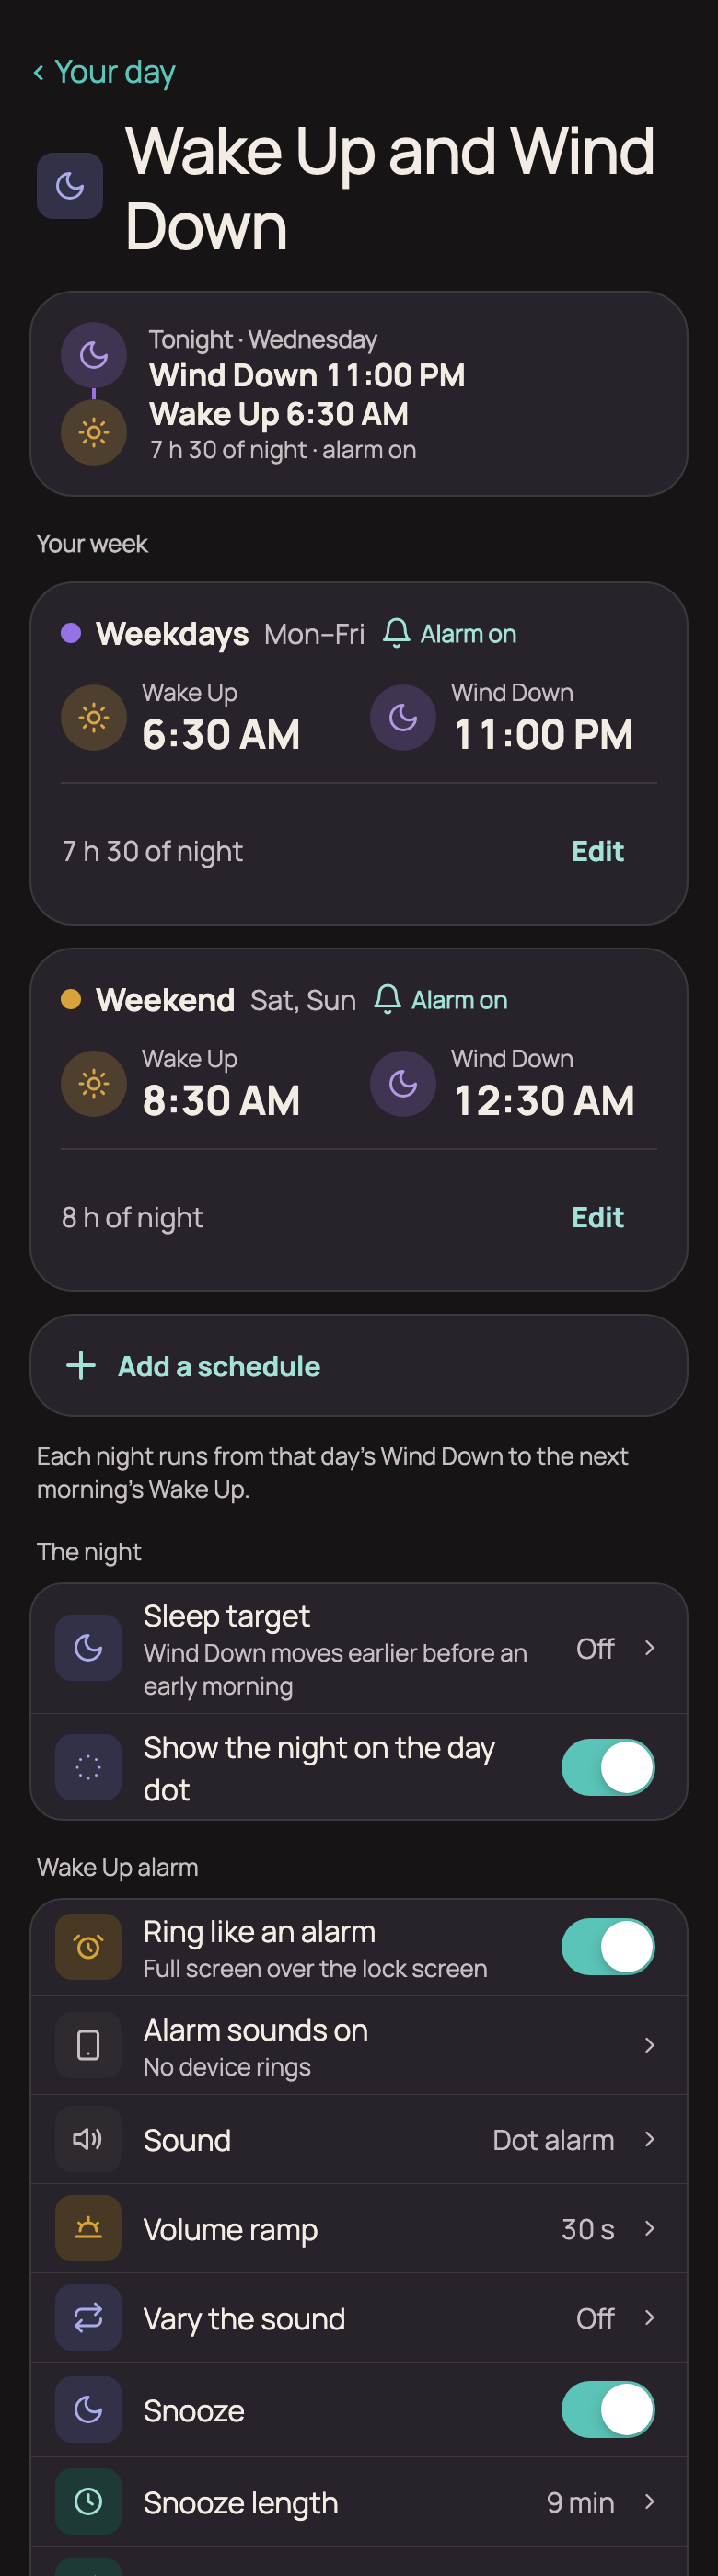 ‹ Your day
Wake Up and Wind
Down
Tonight · Wednesday
Wind Down 11:00 PM
Wake Up 6:30 AM
7 h 30 of night · alarm on
Your week
Weekdays Mon–Fri Alarm on
Wake Up Wind Down
6:30 AM 11:00 PM
7 h 30 of night Edit
Weekend Sat, Sun Alarm on
Wake Up Wind Down
8:30 AM 12:30 AM
8 h of night Edit
Add a schedule
Each night runs from that day's Wind Down to the next
morning's Wake Up.
The night
Sleep target
Wind Down moves earlier before an
early morning
Off
Show the night on the day
dot
Wake Up alarm
Ring like an alarm
Full screen over the lock screen
Alarm sounds on
No device rings
Sound Dot alarm
Volume ramp 30 s
Vary the sound Off
Snooze
Snooze length 9 min